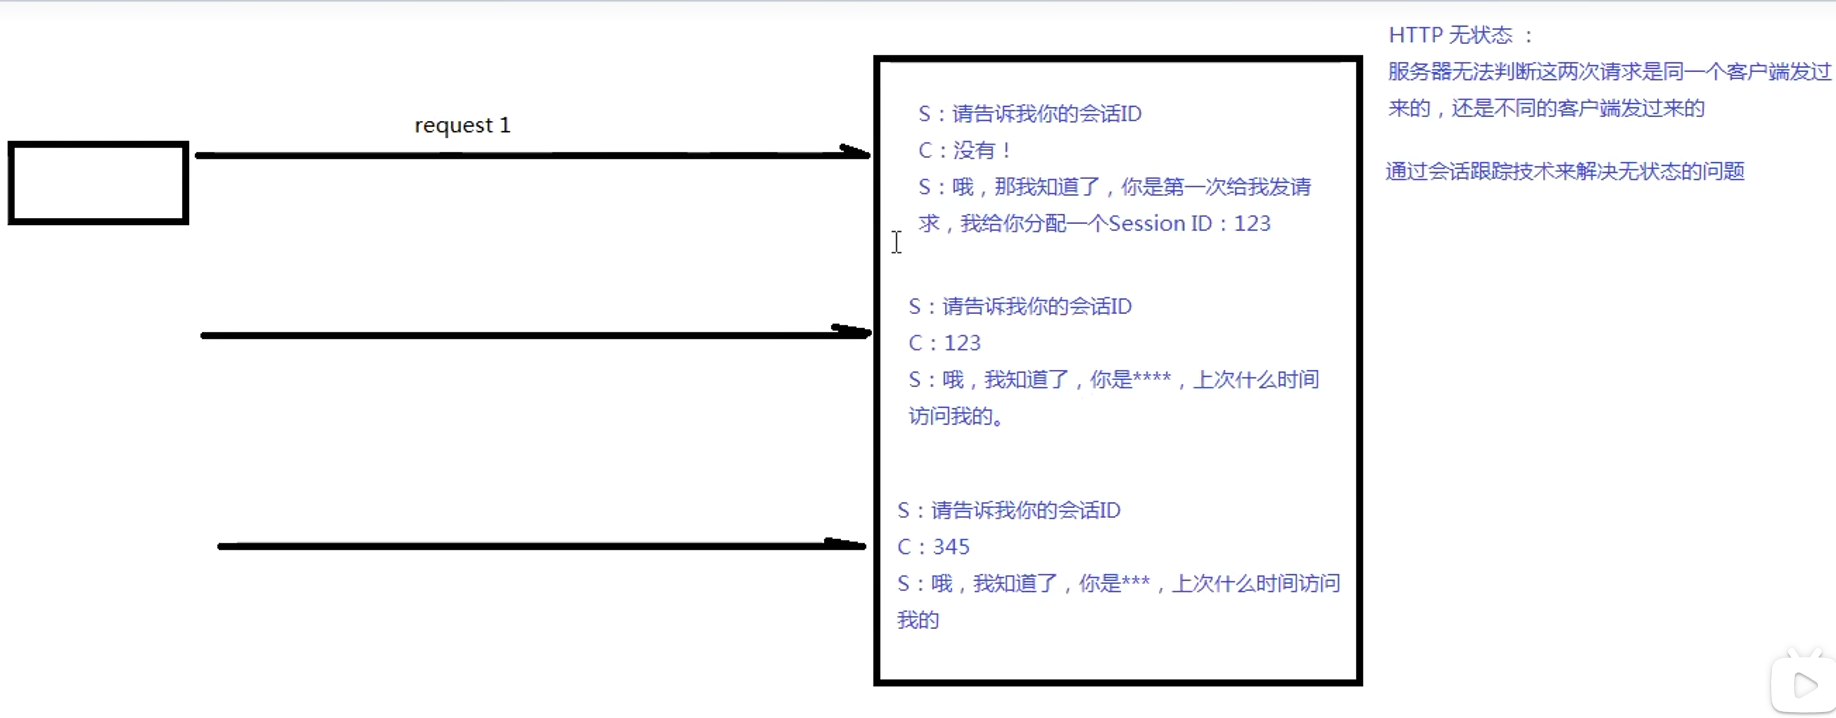 request 1
S：请告诉我你的会话ID
C：没有！
S：哦，那我知道了，你是第一次给我发请
求，我给你分配一个Session ID：123
S：请告诉我你的会话ID
C：123
S：哦，我知道了，你是****，上次什么时间
访问我的。
S：请告诉我你的会话ID
C：345
S：哦，我知道了，你是***，上次什么时间访问
我的
HTTP 无状态 ：
服务器无法判断这两次请求是同一个客户端发过
来的，还是不同的客户端发过来的
通过会话跟踪技术来解决无状态的问题